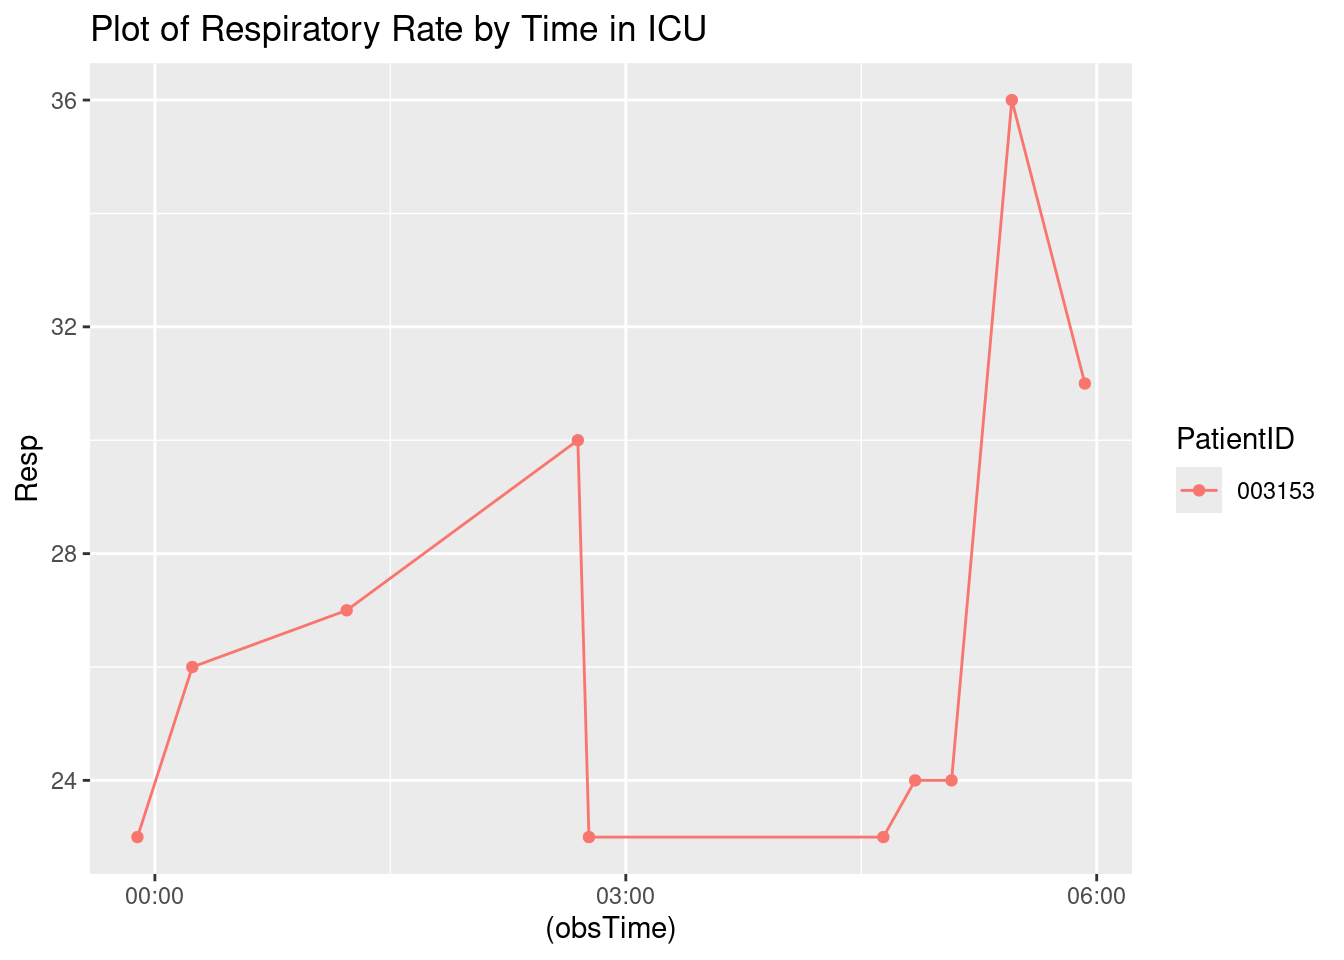 Plot of Respiratory Rate by Time in ICU
36
32
28
24
Resp
00:00 03:00 06:00
(obsTime)
PatientID
003153